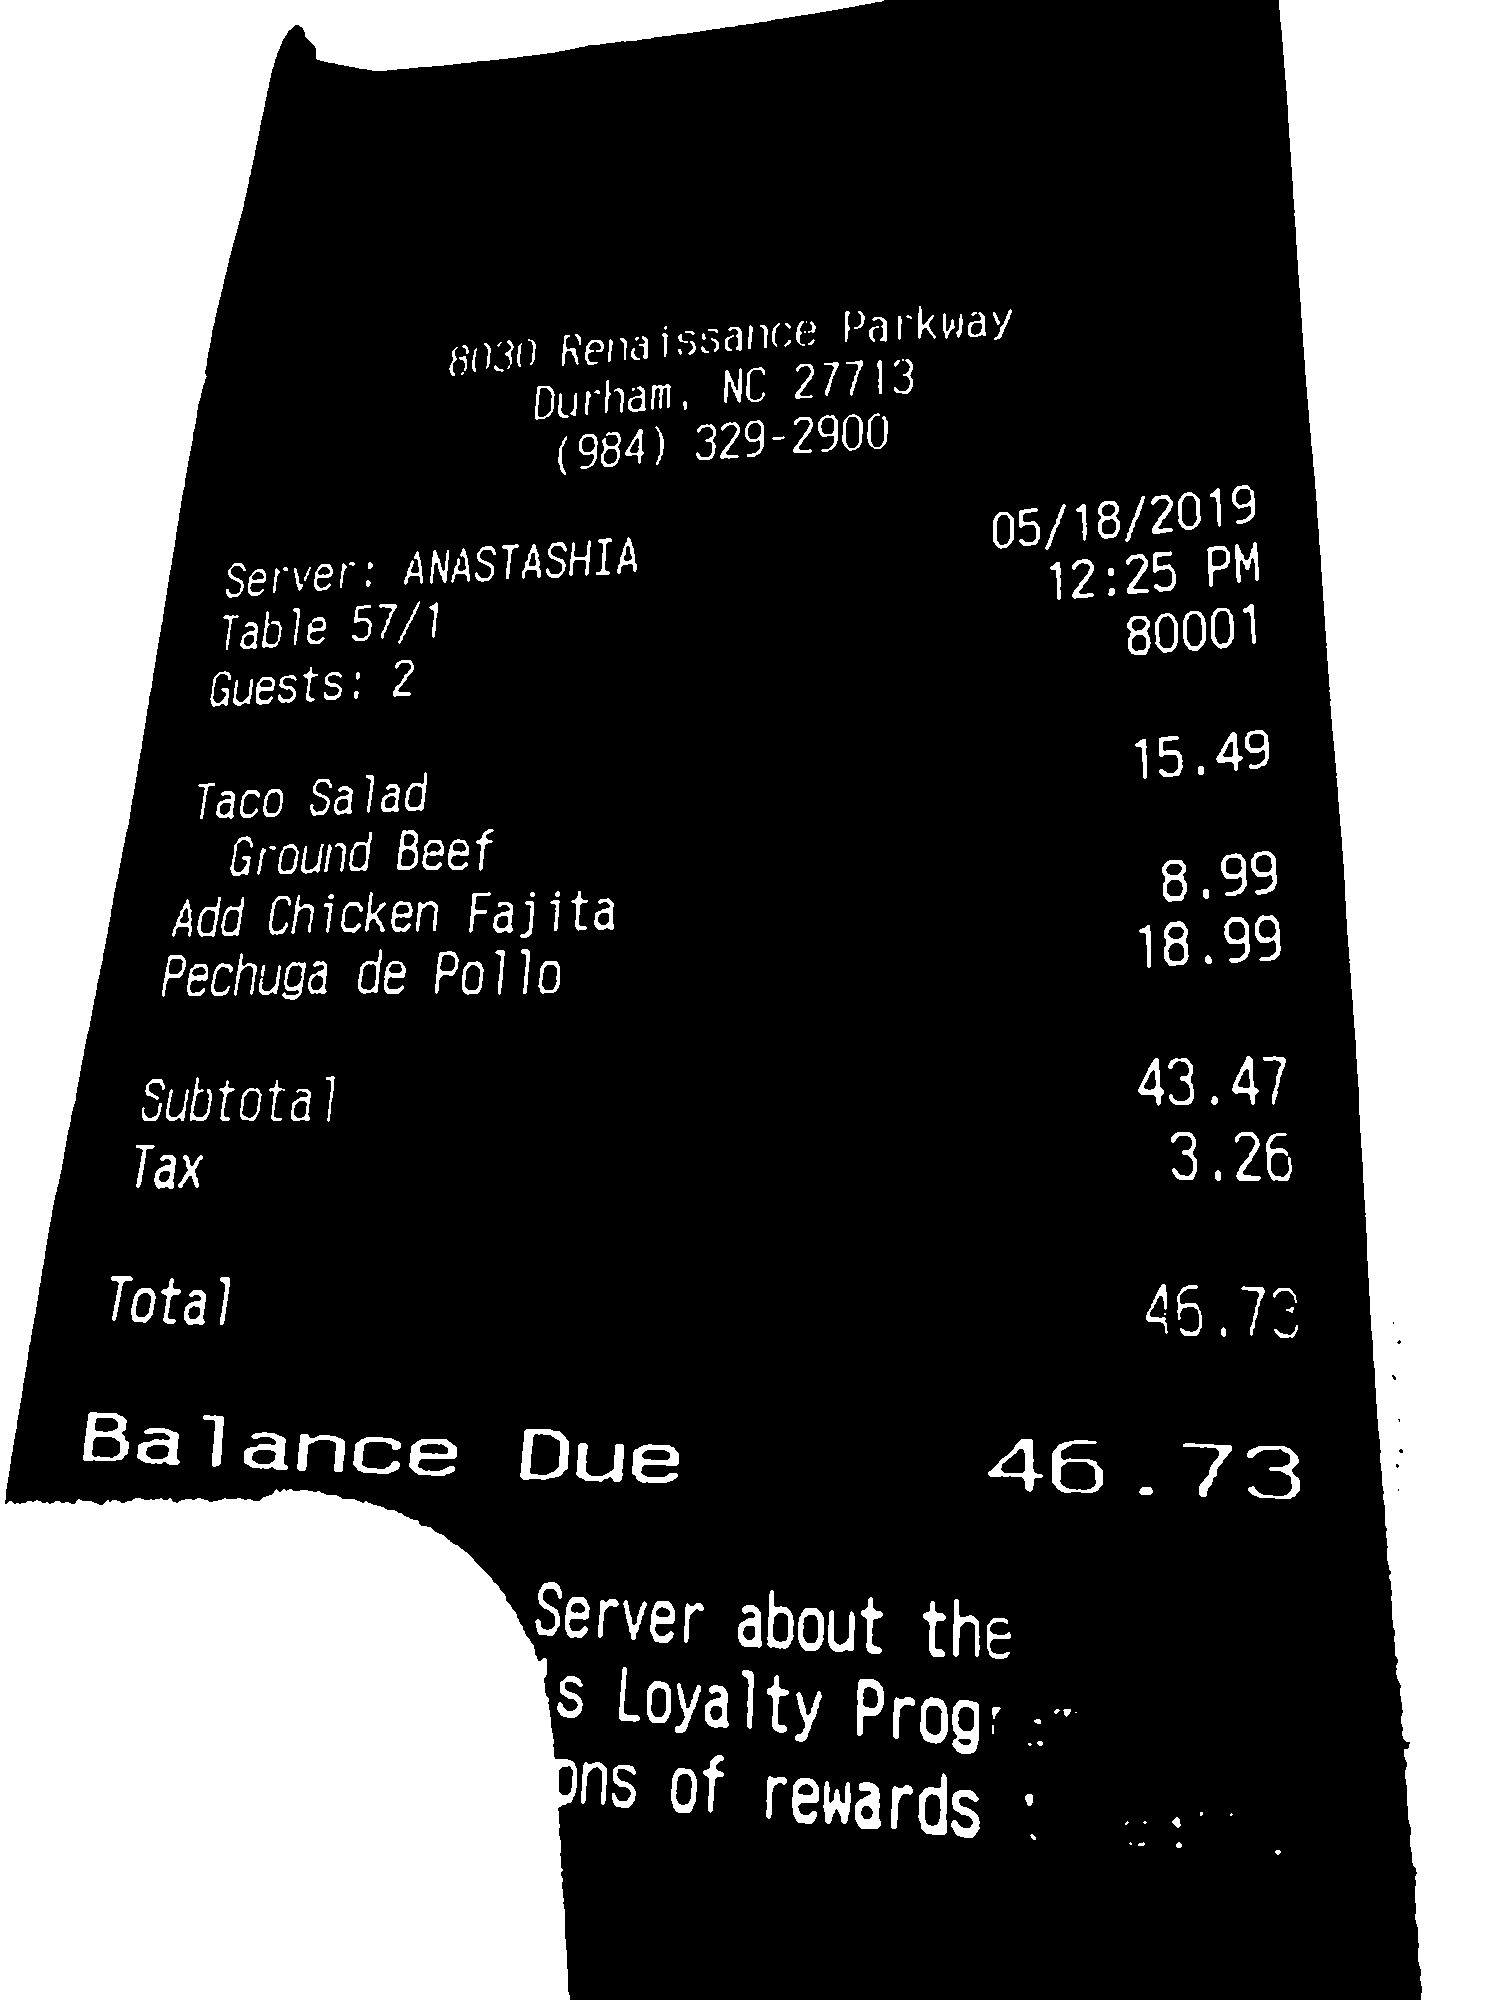 8030 Renaissance Parkway
Durham, NC 27713
(984) 329-2900
05/18/2019
Server: ANASTASHIA 12:25 PM
Table 57/1 80001
Guests: 2
Taco Salad 15.49
Ground Beef
Add Chicken Fajita 8.99
Pechuga de Pollo 18.99
Subtotal 43.47
Tax 3.26
Total 46.73
Balance Due 46.73
Server about the
s Loyalty
ons of rewards